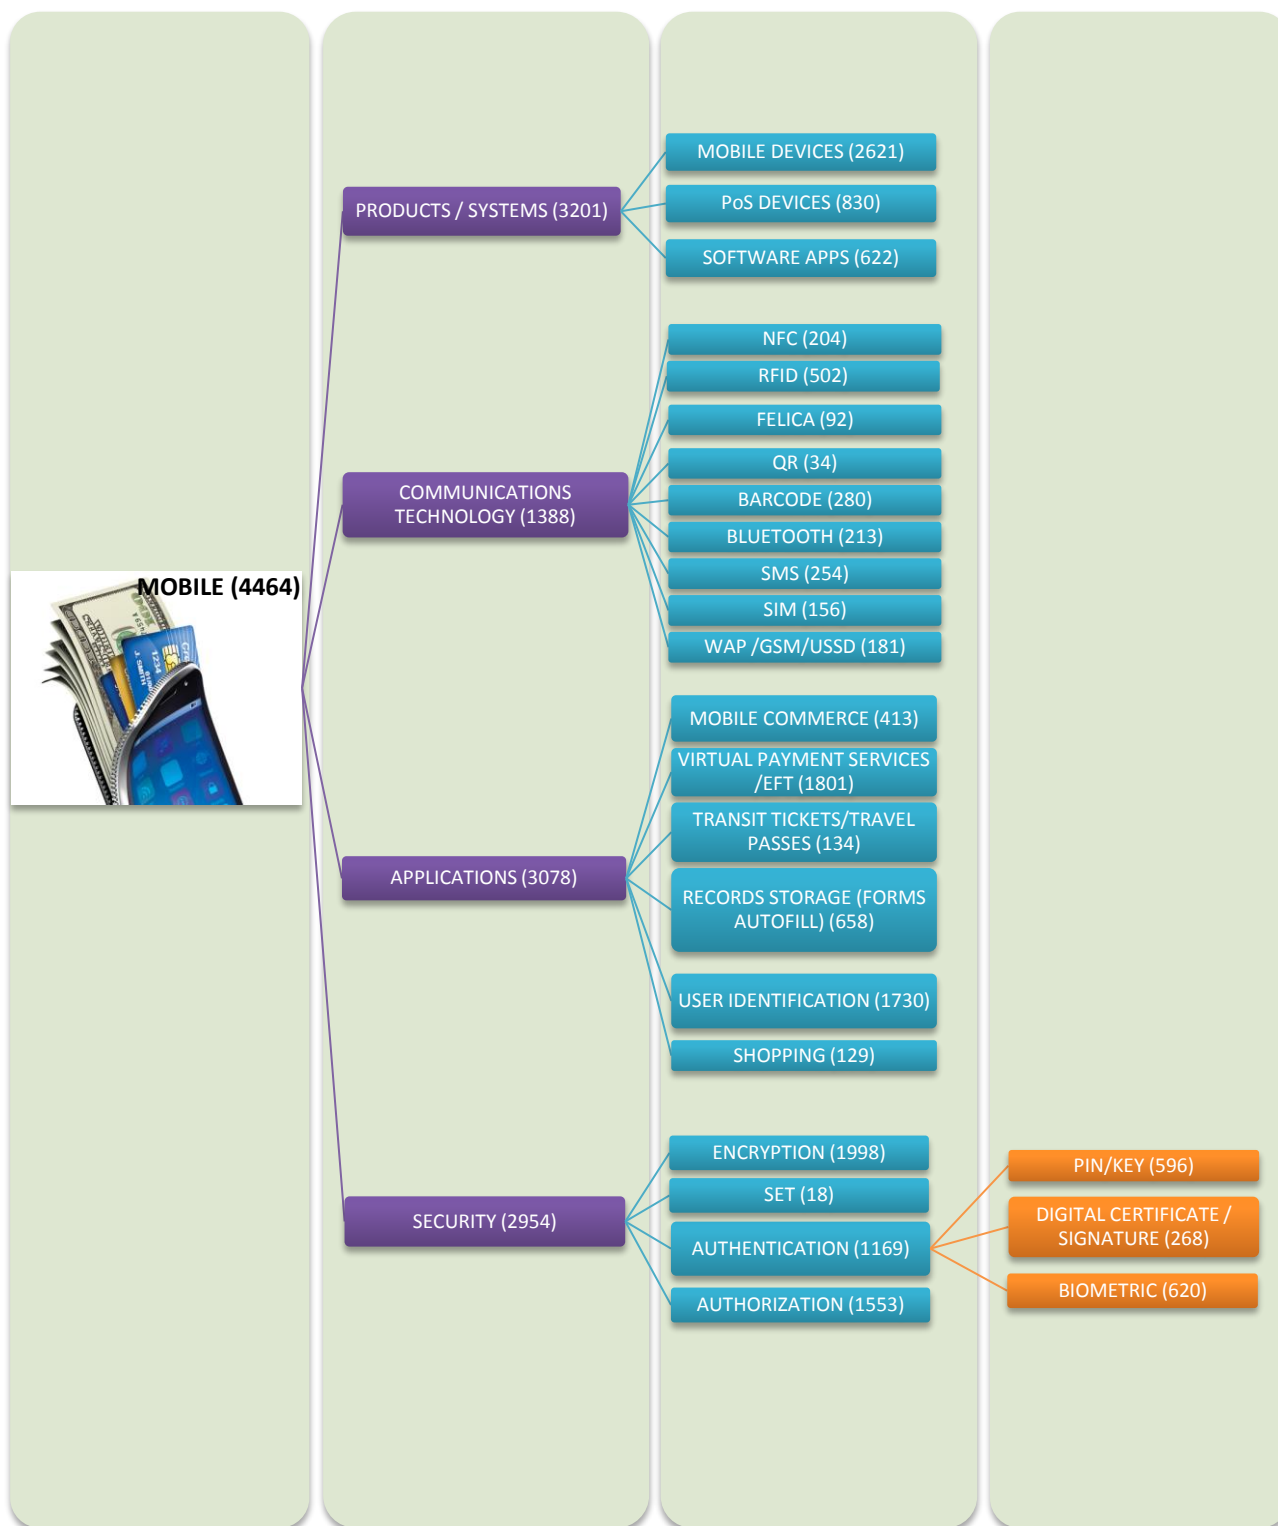 MOBILE (4464)
PRODUCTS / SYSTEMS (3201)
MOBILE DEVICES (2621)
PoS DEVICES (830)
SOFTWARE APPS (622)
COMMUNICATIONS
TECHNOLOGY (1388)
NFC (204)
RFID (502)
FELICA (92)
QR (34)
BARCODE (280)
BLUETOOTH (213)
SMS (254)
SIM (156)
WAP /GSM/USSD (181)
APPLICATIONS (3078)
MOBILE COMMERCE (413)
VIRTUAL PAYMENT SERVICES
/EFT (1801)
TRANSIT TICKETS/TRAVEL
PASSES (134)
RECORDS STORAGE (FORMS
AUTOFILL) (658)
USER IDENTIFICATION (1730)
SHOPPING (129)
SECURITY (2954)
ENCRYPTION (1998)
SET (18)
AUTHENTICATION (1169)
AUTHORIZATION (1553)
PIN/KEY (596)
DIGITAL CERTIFICATE /
SIGNATURE (268)
BIOMETRIC (620)
1234
J. SMITH